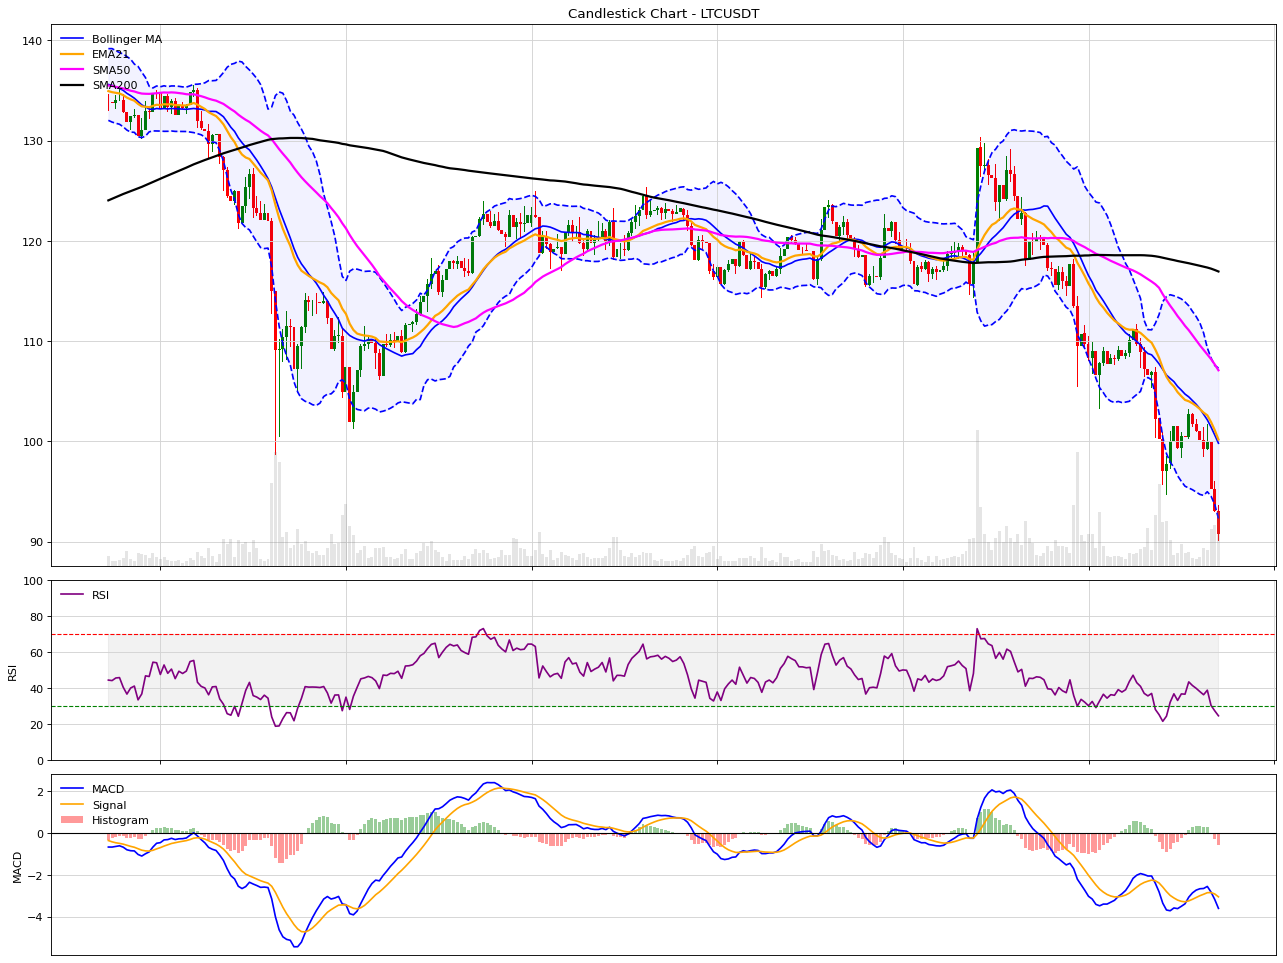 Candlestick Chart - LTCUSDT
Bollinger MA
EMA21
SMA50
SMA200
140
130
120
110
100
90
RSI
100
80
60
40
20
0
RSI
MACD
Signal
Histogram
2
0
−2
−4
MACD